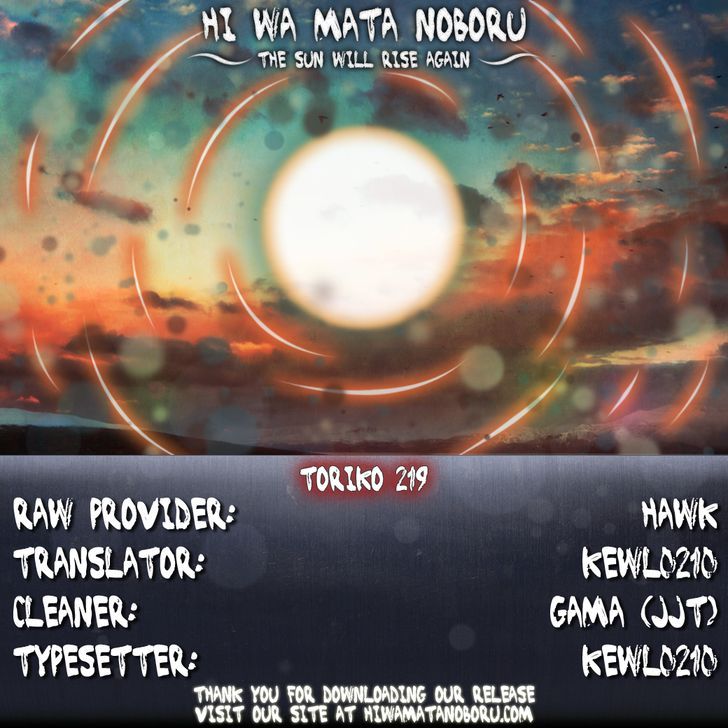 HI WA MATA NOBORU
THE SUN WILL RISE AGAIN
TORIKO 219
RAW PROVIDER: HAWK
TRANSLATOR: KEWL0210
CLEANER: GAMA (JJT)
TYPESETTER: KEWL0210
THANK YOU FOR DOWNLOADING OUR RELEASE
VISIT OUR SITE AT HIWAMATANOBORU.COM